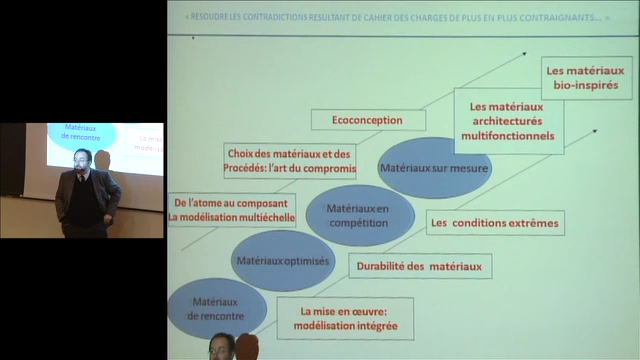 « RESOUDRE LES CONTRADICTIONS RESULTANT DE CAHIER DES CHARGES DE PLUS EN PLUS CONTRAIGNANTS... »
Les matériaux
bio-inspirés
Les matériaux
architecturés
multifonctionnels
Ecoconception
Choix des matériaux et des
Procédés: l'art du compromis
Matériaux sur mesure
De l'atome au composant
La modélisation multiéchelle
Matériaux en
compétition
Les conditions extrêmes
Matériaux optimisés
Durabilité des matériaux
Matériaux
de rencontre
La mise en œuvre:
modélisation intégrée
Matériaux
de rencontre
La mise